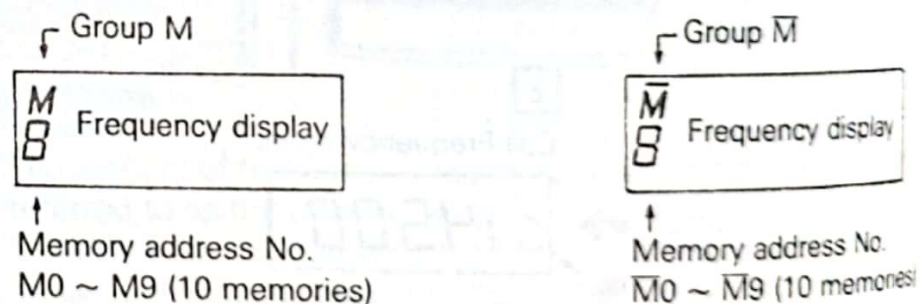 Group M
M
8 Frequency display
Memory address No.
M0 ~ M9 (10 memories)
Group M̅
M̅
8 Frequency display
Memory address No.
M̅0 ~ M̅9 (10 memories)